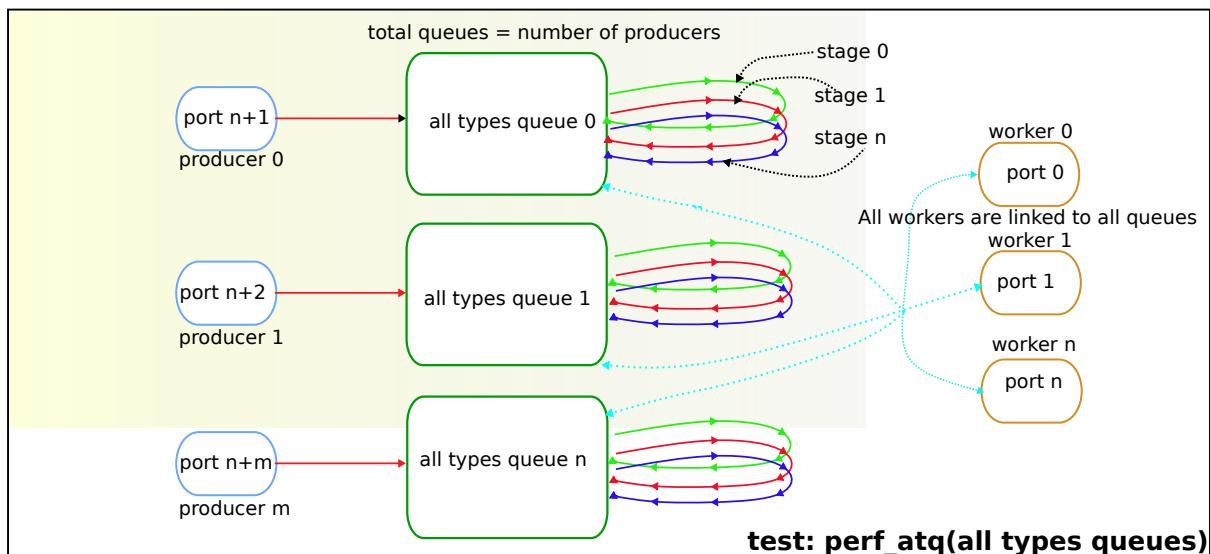 total queues = number of producers
stage 0
stage 1
stage n
port n+1
producer 0
all types queue 0
worker 0
port 0
All workers are linked to all queues
worker 1
port 1
port n+2
producer 1
all types queue 1
worker n
port n
port n+m
producer m
all types queue n
test: perf_atq(all types queues)